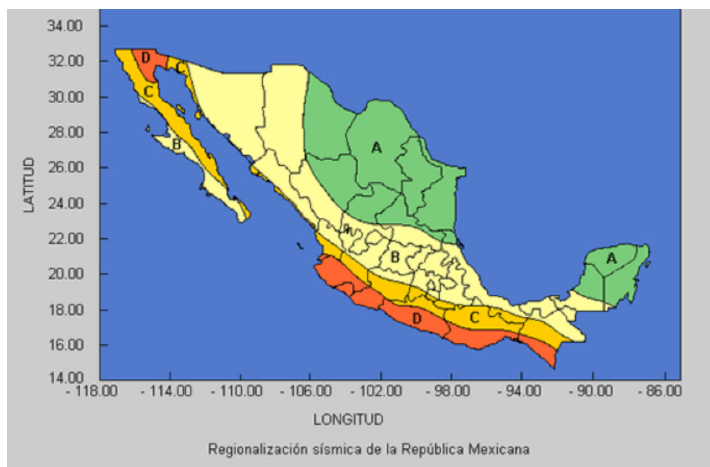 34.00
32.00
30.00
28.00
26.00
24.00
22.00
20.00
18.00
16.00
14.00
LATITUD
D
C
C
B
A
B
A
C
D
- 118.00 - 114.00 - 110.00 - 106.00 - 102.00 - 98.00 - 94.00 - 90.00 - 86.00
LONGITUD
Regionalización sísmica de la República Mexicana